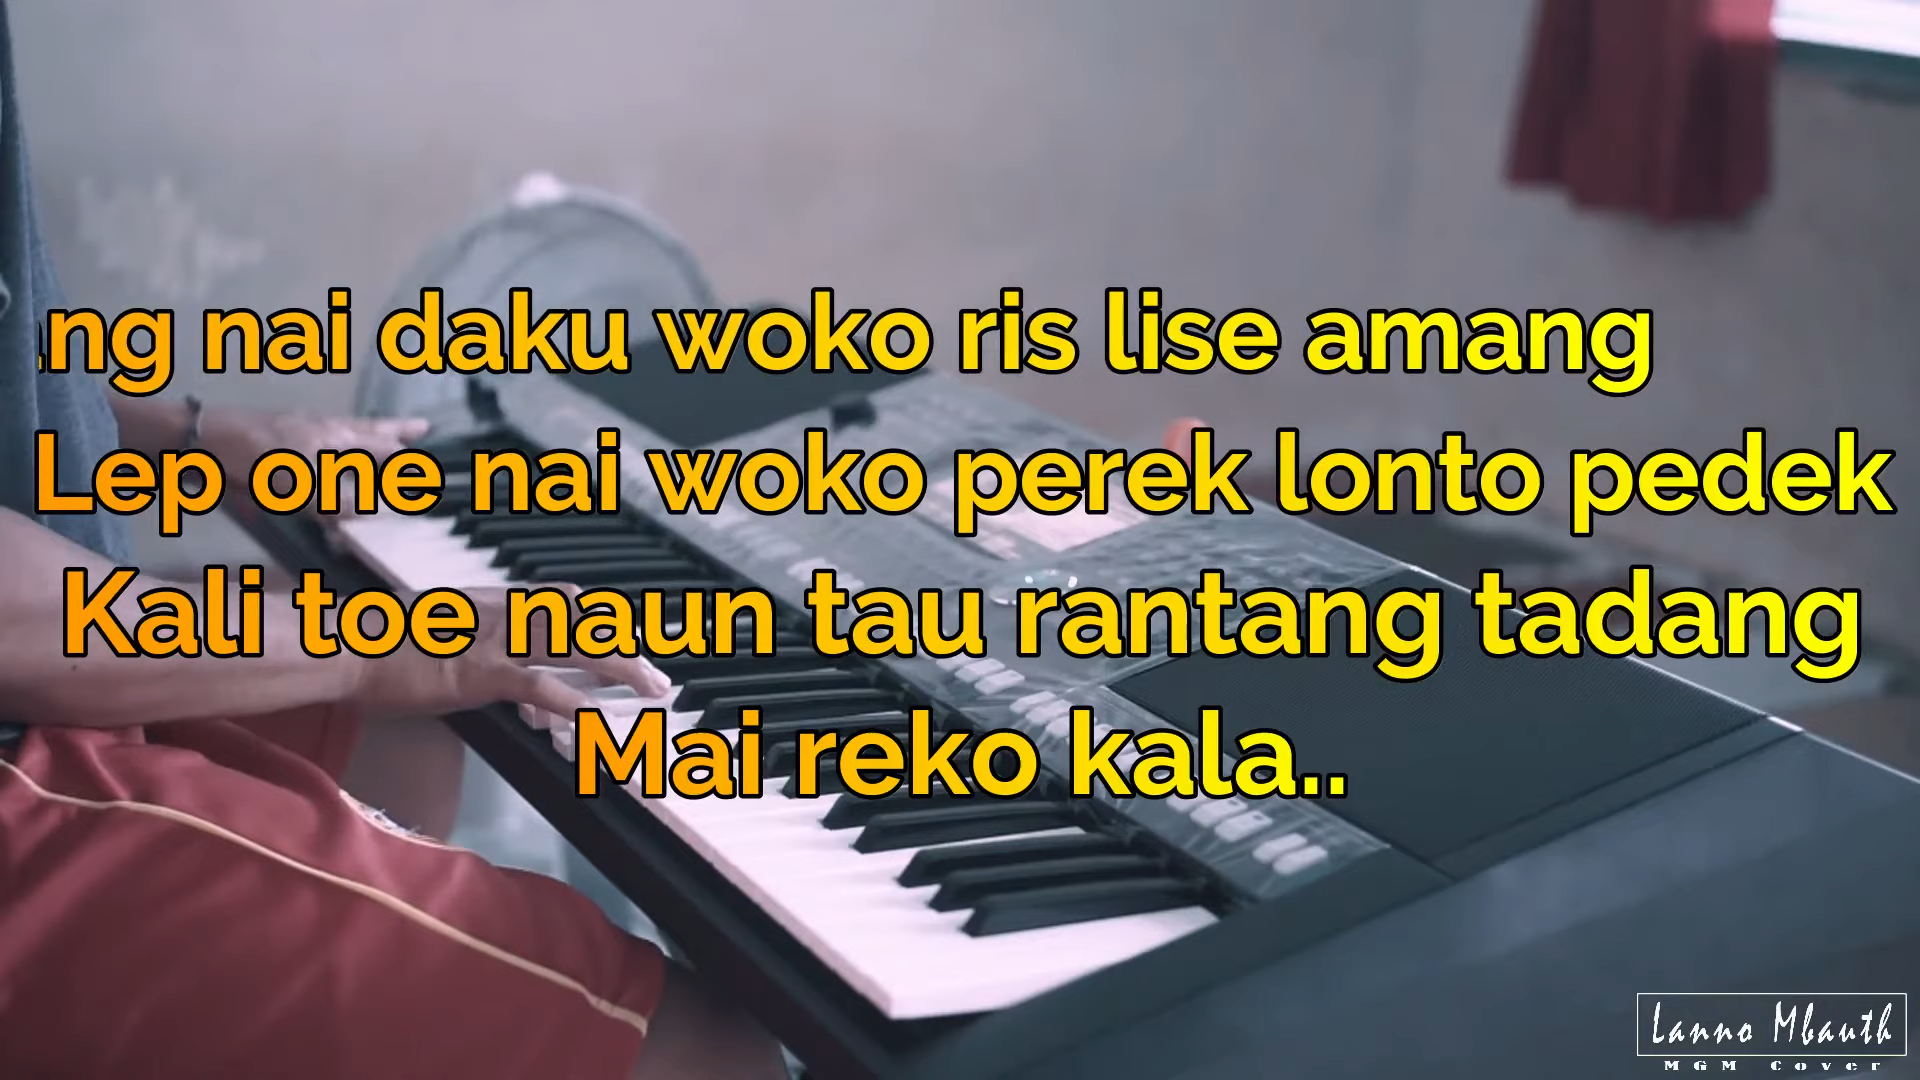 nai daku woko ris lise amang
Lep one nai woko perek lonto pedek
Kali toe naun tau rantang tadang
Mai reko kala..
Lanno Mbauth
MGM Cover